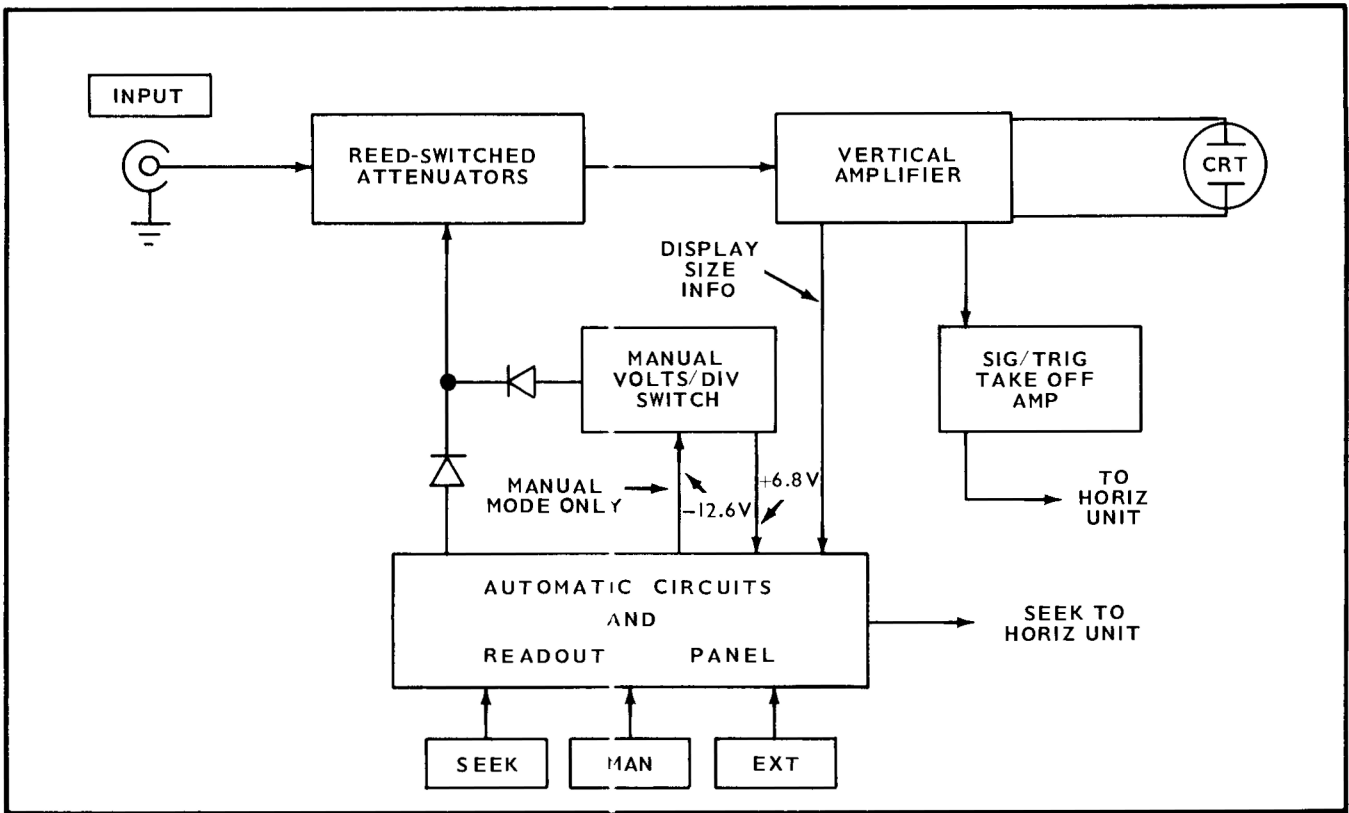 INPUT
REED-SWITCHED
ATTENUATORS
VERTICAL
AMPLIFIER
CRT
DISPLAY
SIZE
INFO
MANUAL
VOLTS/DIV
SWITCH
SIG/TRIG
TAKE OFF
AMP
MANUAL
MODE ONLY
-12.6V
+6.8V
TO
HORIZ
UNIT
AUTOMATIC CIRCUITS
AND
READOUT PANEL
SEEK TO
HORIZ UNIT
SEEK
MAN
EXT